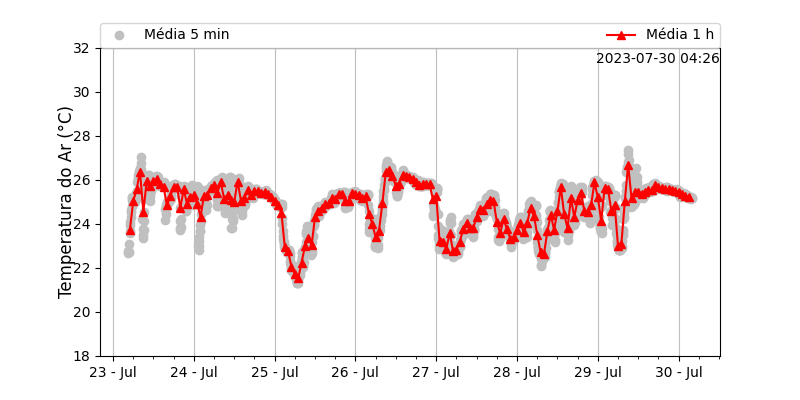 Média 5 min
Média 1 h
2023-07-30 04:26
Temperatura do Ar (°C)
32
30
28
26
24
22
20
18
23 - Jul
24 - Jul
25 - Jul
26 - Jul
27 - Jul
28 - Jul
29 - Jul
30 - Jul